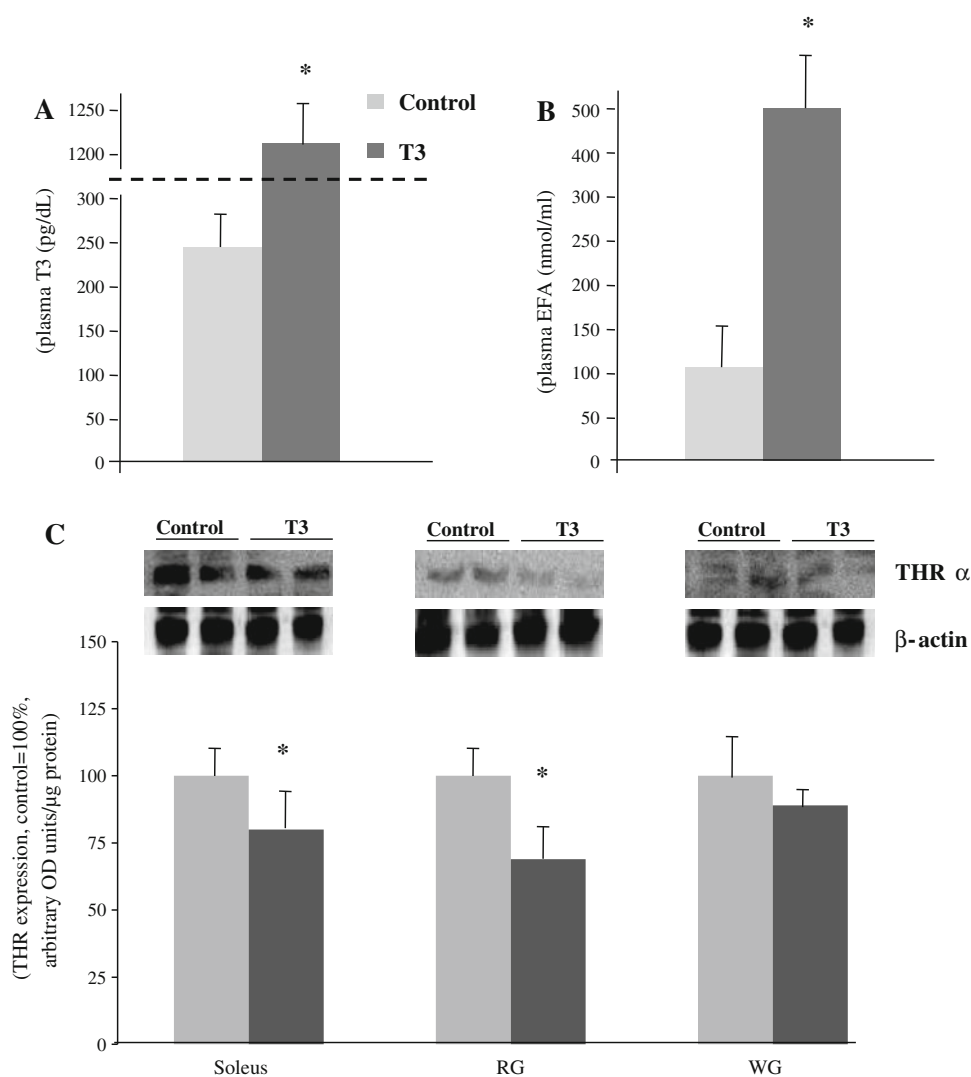 A
(plasma T3 (pg/dL)
1250
1200
300
250
200
150
100
50
0
*
Control
T3
B
(plasma EFA (nmol/ml)
500
400
300
250
200
150
100
50
0
*
C
Control T3
Control T3
Control T3
THR α
β-actin
(THR expression, control=100%,
arbitrary OD units/µg protein)
150
125
100
75
50
25
0
*
*
Soleus RG WG